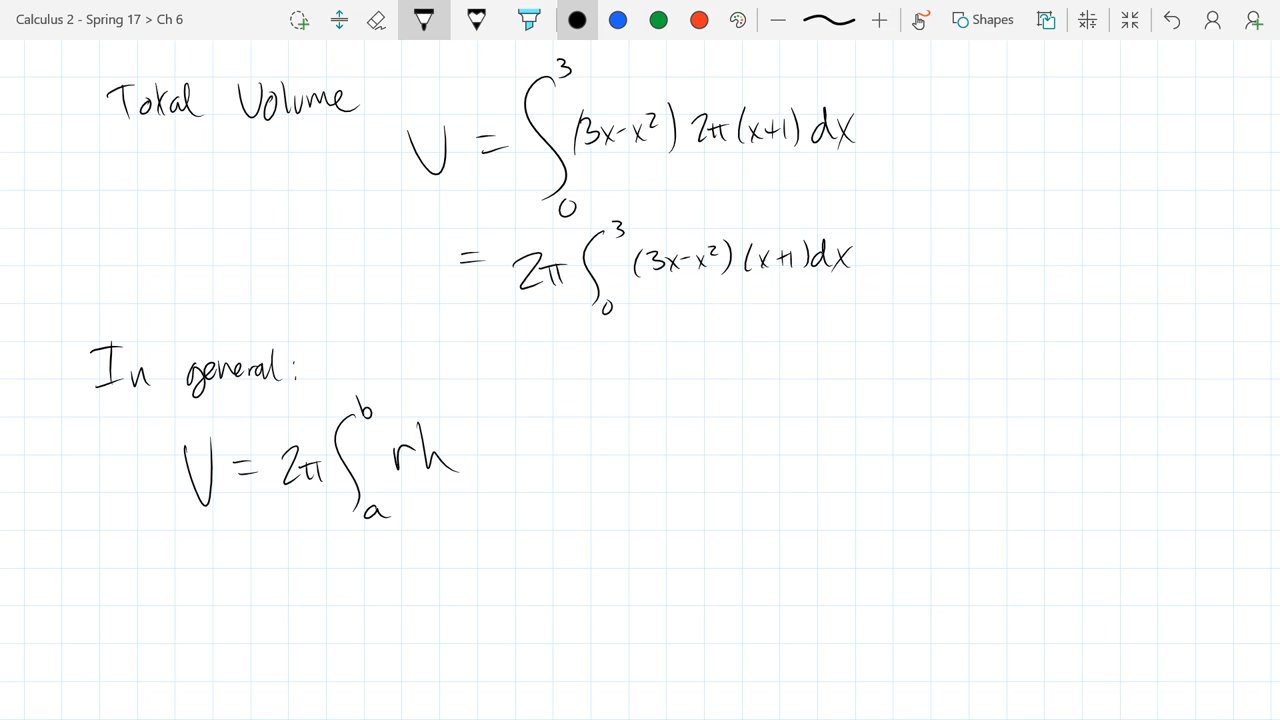 Calculus 2 - Spring 17 > Ch 6 Shapes
Total Volume
V = ∫₀³ (3x-x²) 2π (x+1) dx
= 2π ∫₀³ (3x-x²) (x+1) dx
In general:
V = 2π ∫ₐᵇ rh